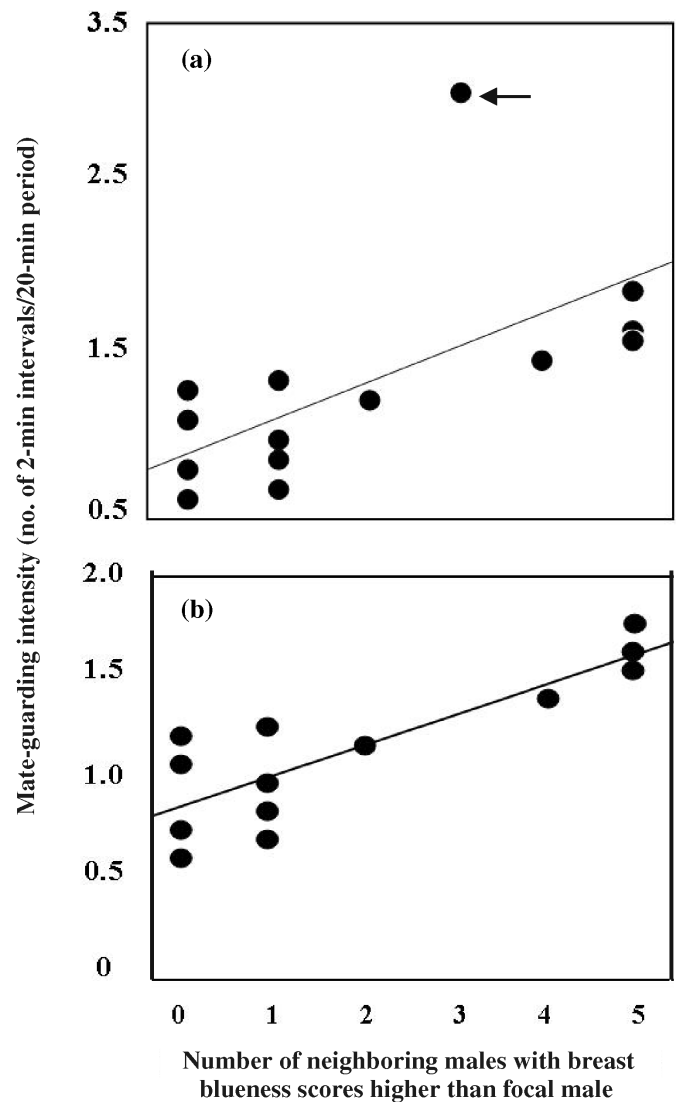 Mate-guarding intensity (no. of 2-min intervals/20-min period)
(a)
3.5
2.5
1.5
0.5
(b)
2.0
1.5
1.0
0.5
0
0 1 2 3 4 5
Number of neighboring males with breast
blueness scores higher than focal male